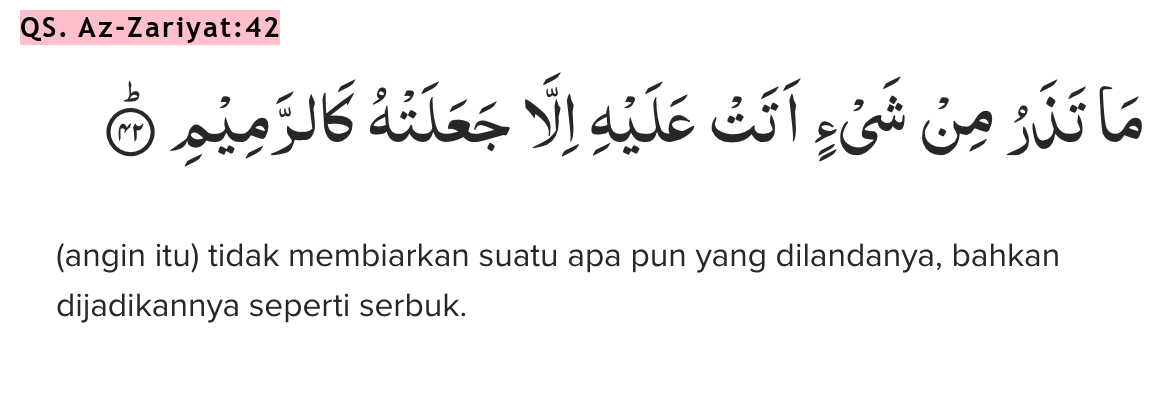 QS. Az-Zariyat:42
مَا تَذَرُ مِنْ شَيْءٍ اَتَتْ عَلَيْهِ اِلَّا جَعَلَتْهُ كَالرَّمِيْمِۗ ۝٤٢
(angin itu) tidak membiarkan suatu apa pun yang dilandanya, bahkan
dijadikannya seperti serbuk.